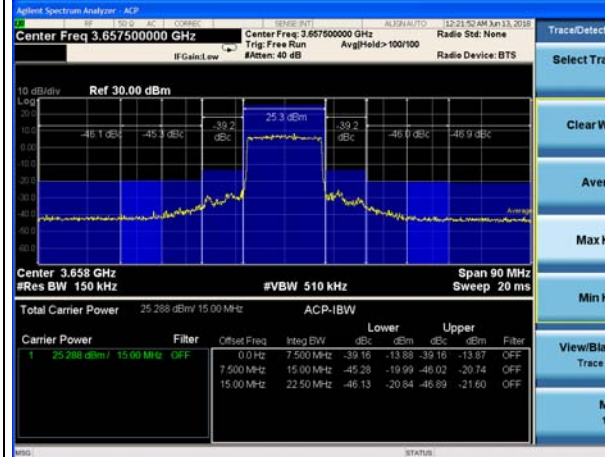 Agilent Spectrum Analyzer - ACP
RF 50 Ω AC CORREC SENSE:INT ALIGN AUTO 12:21:52 AM Jun 13, 2018
Center Freq 3.657500000 GHz
Center Freq: 3.657500000 GHz
Radio Std: None
Trig: Free Run Avg|Hold:>100/100
IFGain:Low #Atten: 40 dB Radio Device: BTS
Trace/Detect
Select Tra
10 dB/div Ref 30.00 dBm
Log
20.0
10.0
0.00
-10.0
-20.0
-30.0
-40.0
-50.0
-60.0
-46.1 dBc -45.3 dBc -39.2 dBc 25.3 dBm -39.2 dBc -46.0 dBc -46.9 dBc
Average
Clear W
Aver
Max H
Center 3.658 GHz Span 90 MHz
#Res BW 150 kHz #VBW 510 kHz Sweep 20 ms
Min H
Total Carrier Power 25.288 dBm/ 15.00 MHz ACP-IBW
Lower Upper
Carrier Power Filter Offset Freq Integ BW dBc dBm dBc dBm Filter
1 25.288 dBm / 15.00 MHz OFF 0.0 Hz 7.500 MHz -39.16 -13.88 -39.16 -13.87 OFF
7.500 MHz 15.00 MHz -45.28 -19.99 -46.02 -20.74 OFF
15.00 MHz 22.50 MHz -46.13 -20.84 -46.89 -21.60 OFF
View/Bla
Trace
M
1
MSG STATUS